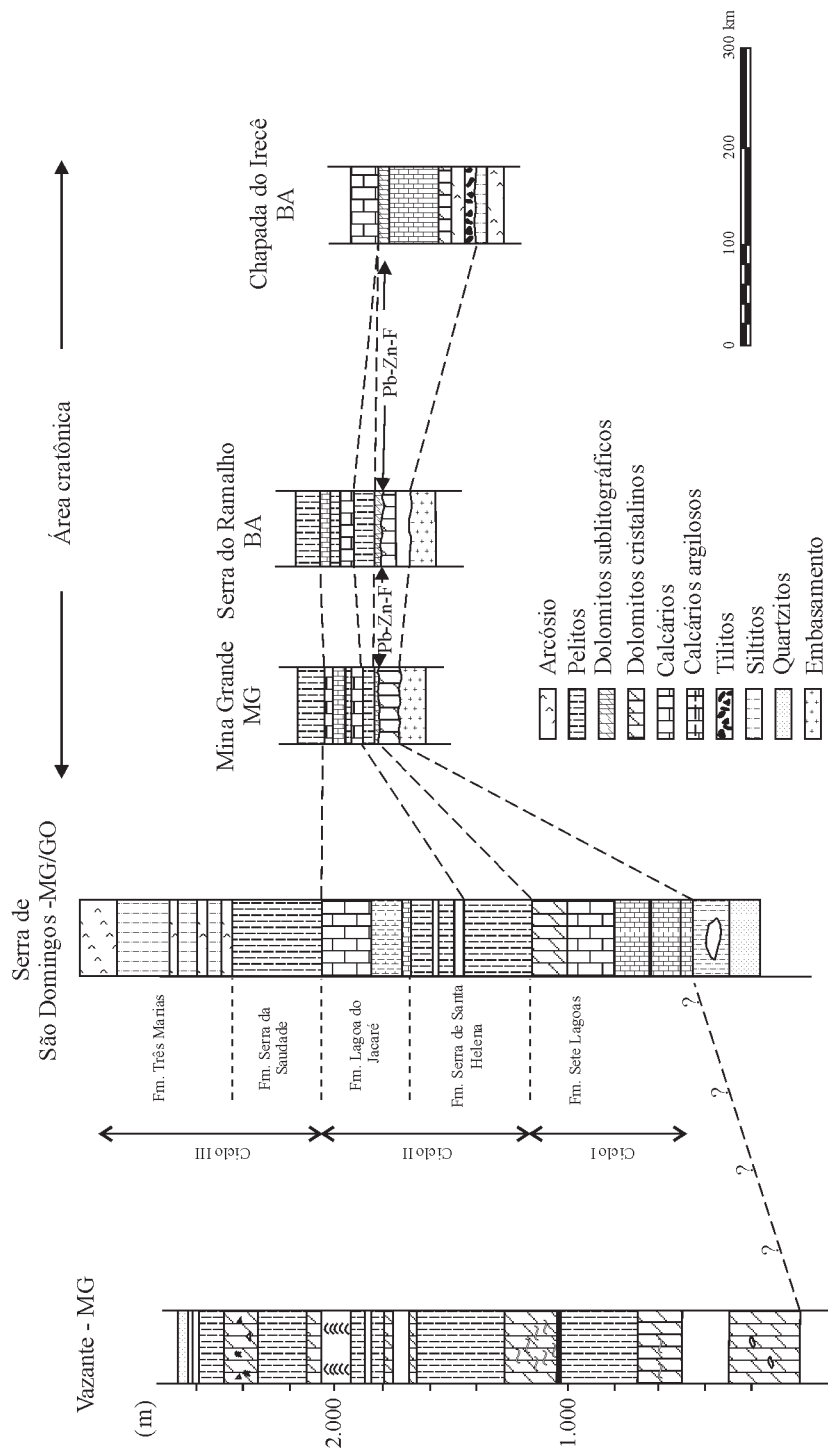 Vazante - MG
(m)
2.000
1.000
?
?
?
?
Ciclo III
Ciclo II
Ciclo I
Fm. Três Marias
Fm. Serra da
Saudade
Fm. Lagoa do
Jacaré
Fm. Serra de Santa
Helena
Fm. Sete Lagoas
Serra de
São Domingos -MG/GO
Área cratônica
Mina Grande
MG
Pb-Zn-F
Serra do Ramalho
BA
Pb-Zn-F
Chapada do Irecê
BA
Arcósio
Pelitos
Dolomitos sublitográficos
Dolomitos cristalinos
Calcários
Calcários argilosos
Tilitos
Siltitos
Quartzitos
Embasamento
0 100 200 300 km